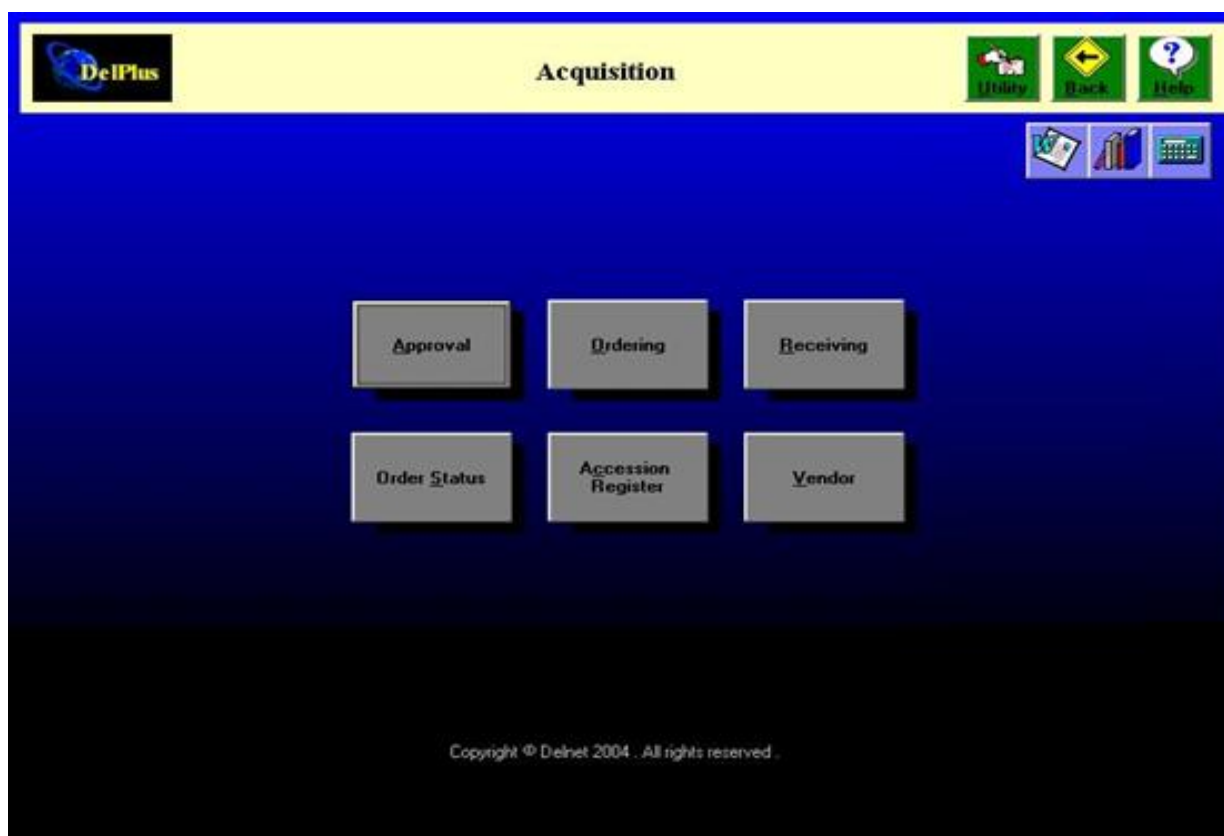 DelPlus
Acquisition
Utility
Back
?
Help
W
Approval
Ordering
Receiving
Order Status
Accession
Register
Vendor
Copyright © Delnet 2004 . All rights reserved .